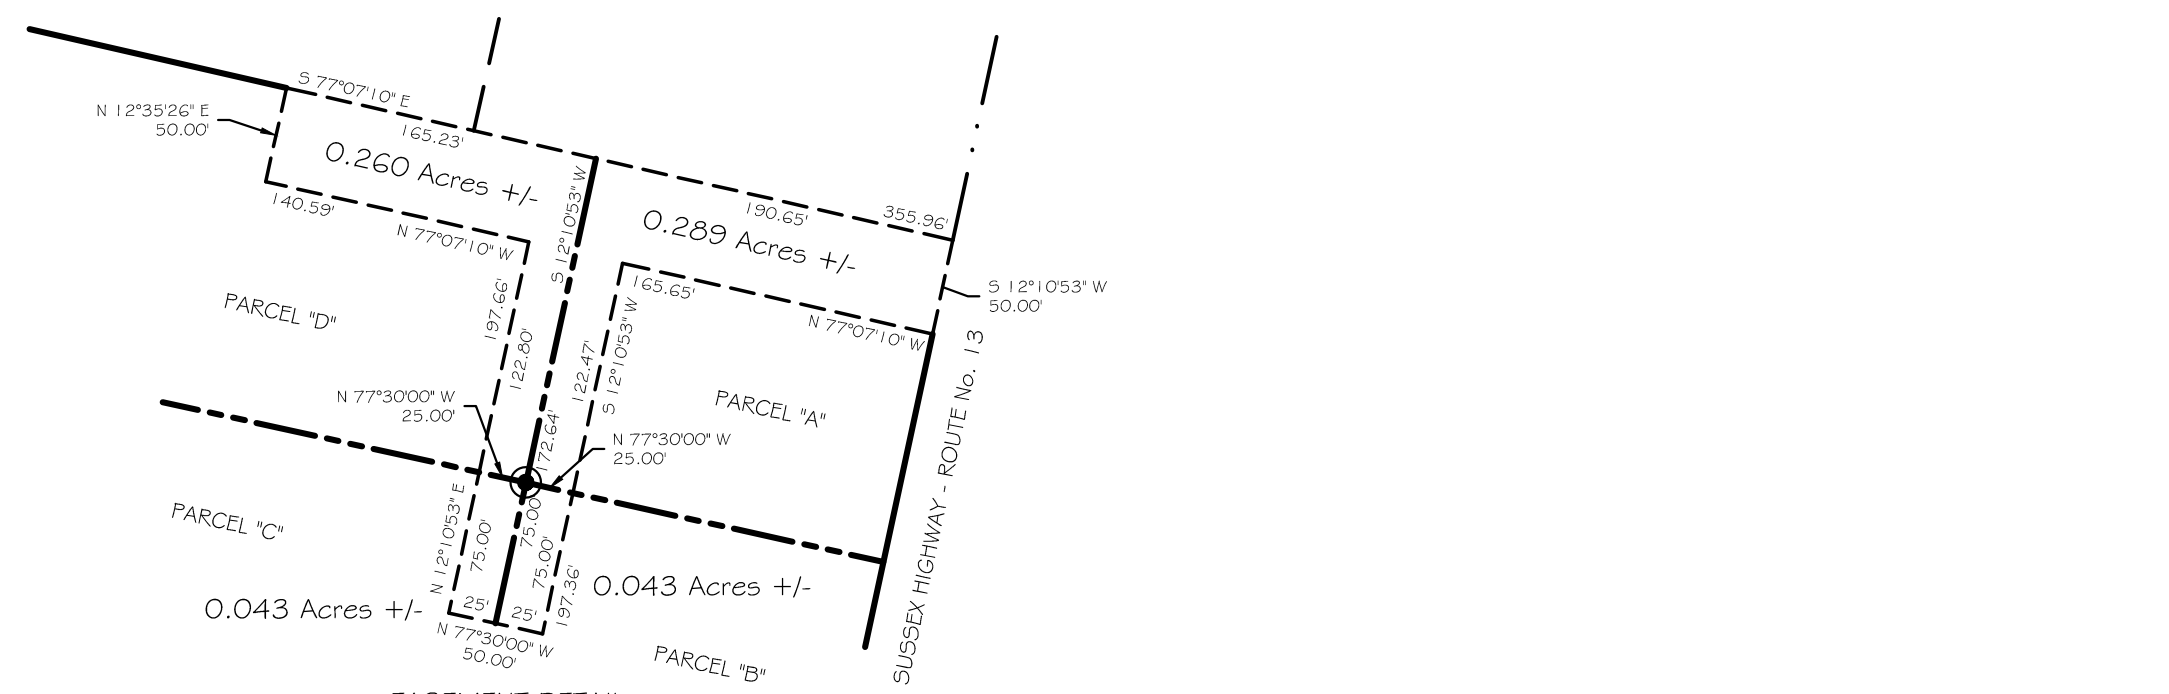 S 77°07'10" E
N 12°35'26" E
50.00'
165.23'
0.260 Acres +/-
S 12°10'53" W
140.59'
N 77°07'10" W
190.65'
355.96'
0.289 Acres +/-
165.65'
N 77°07'10" W
S 12°10'53" W
50.00'
PARCEL "D"
197.66'
122.80'
122.47'
S 12°10'53" W
SUSSEX HIGHWAY - ROUTE No. 13
PARCEL "A"
N 77°30'00" W
25.00'
172.64'
N 77°30'00" W
25.00'
PARCEL "C"
N 12°10'53" E
75.00'
75.00'
75.00'
197.36'
0.043 Acres +/-
0.043 Acres +/-
25'
25'
N 77°30'00" W
50.00'
PARCEL "B"